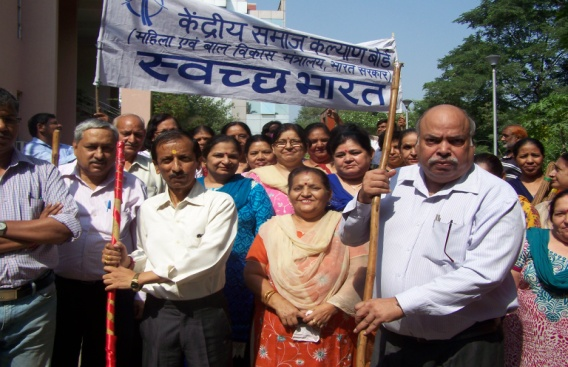 केंद्रीय समाज कल्याण बोर्ड
(महिला एवं बाल विकास मंत्रालय, भारत सरकार)
स्वच्छ भारत